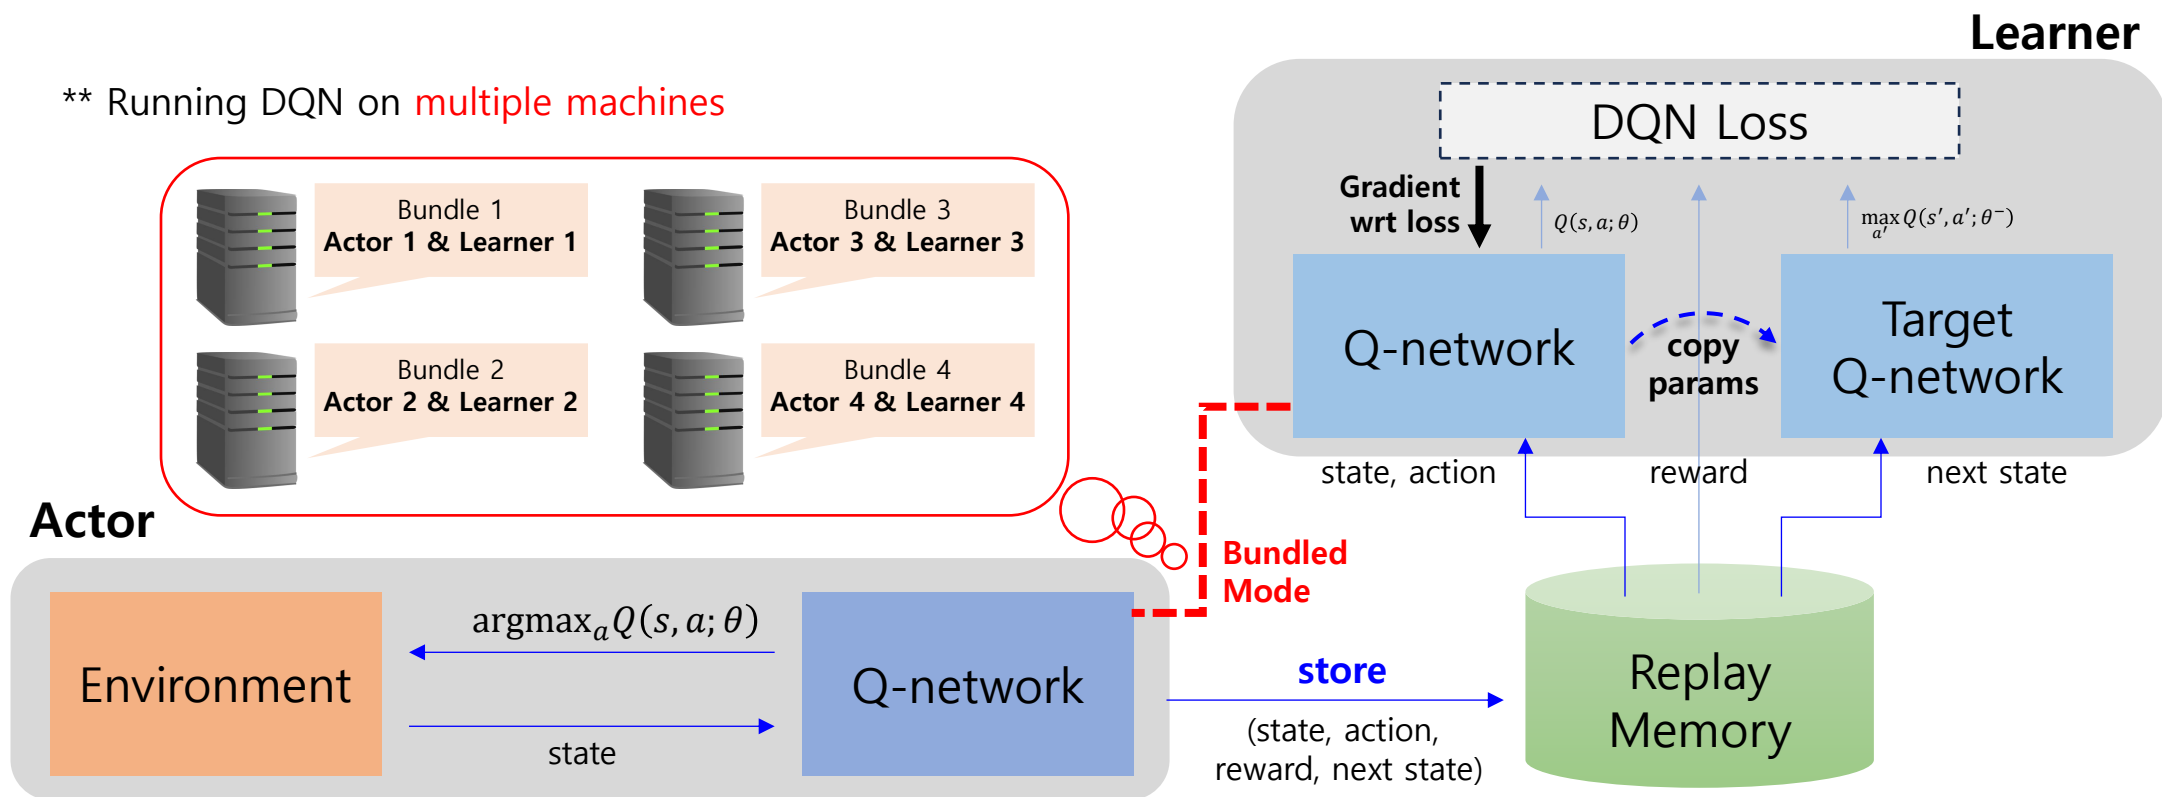 Learner
** Running DQN on multiple machines
DQN Loss
Bundle 1
Actor 1 & Learner 1
Bundle 3
Actor 3 & Learner 3
Bundle 2
Actor 2 & Learner 2
Bundle 4
Actor 4 & Learner 4
Gradient
wrt loss
Q(s, a; θ)
max Q(s′, a′; θ⁻)
a′
Q-network
copy
params
Target
Q-network
state, action
reward
next state
Actor
Bundled
Mode
Environment
argmaxₐQ(s, a; θ)
state
Q-network
store
(state, action,
reward, next state)
Replay
Memory